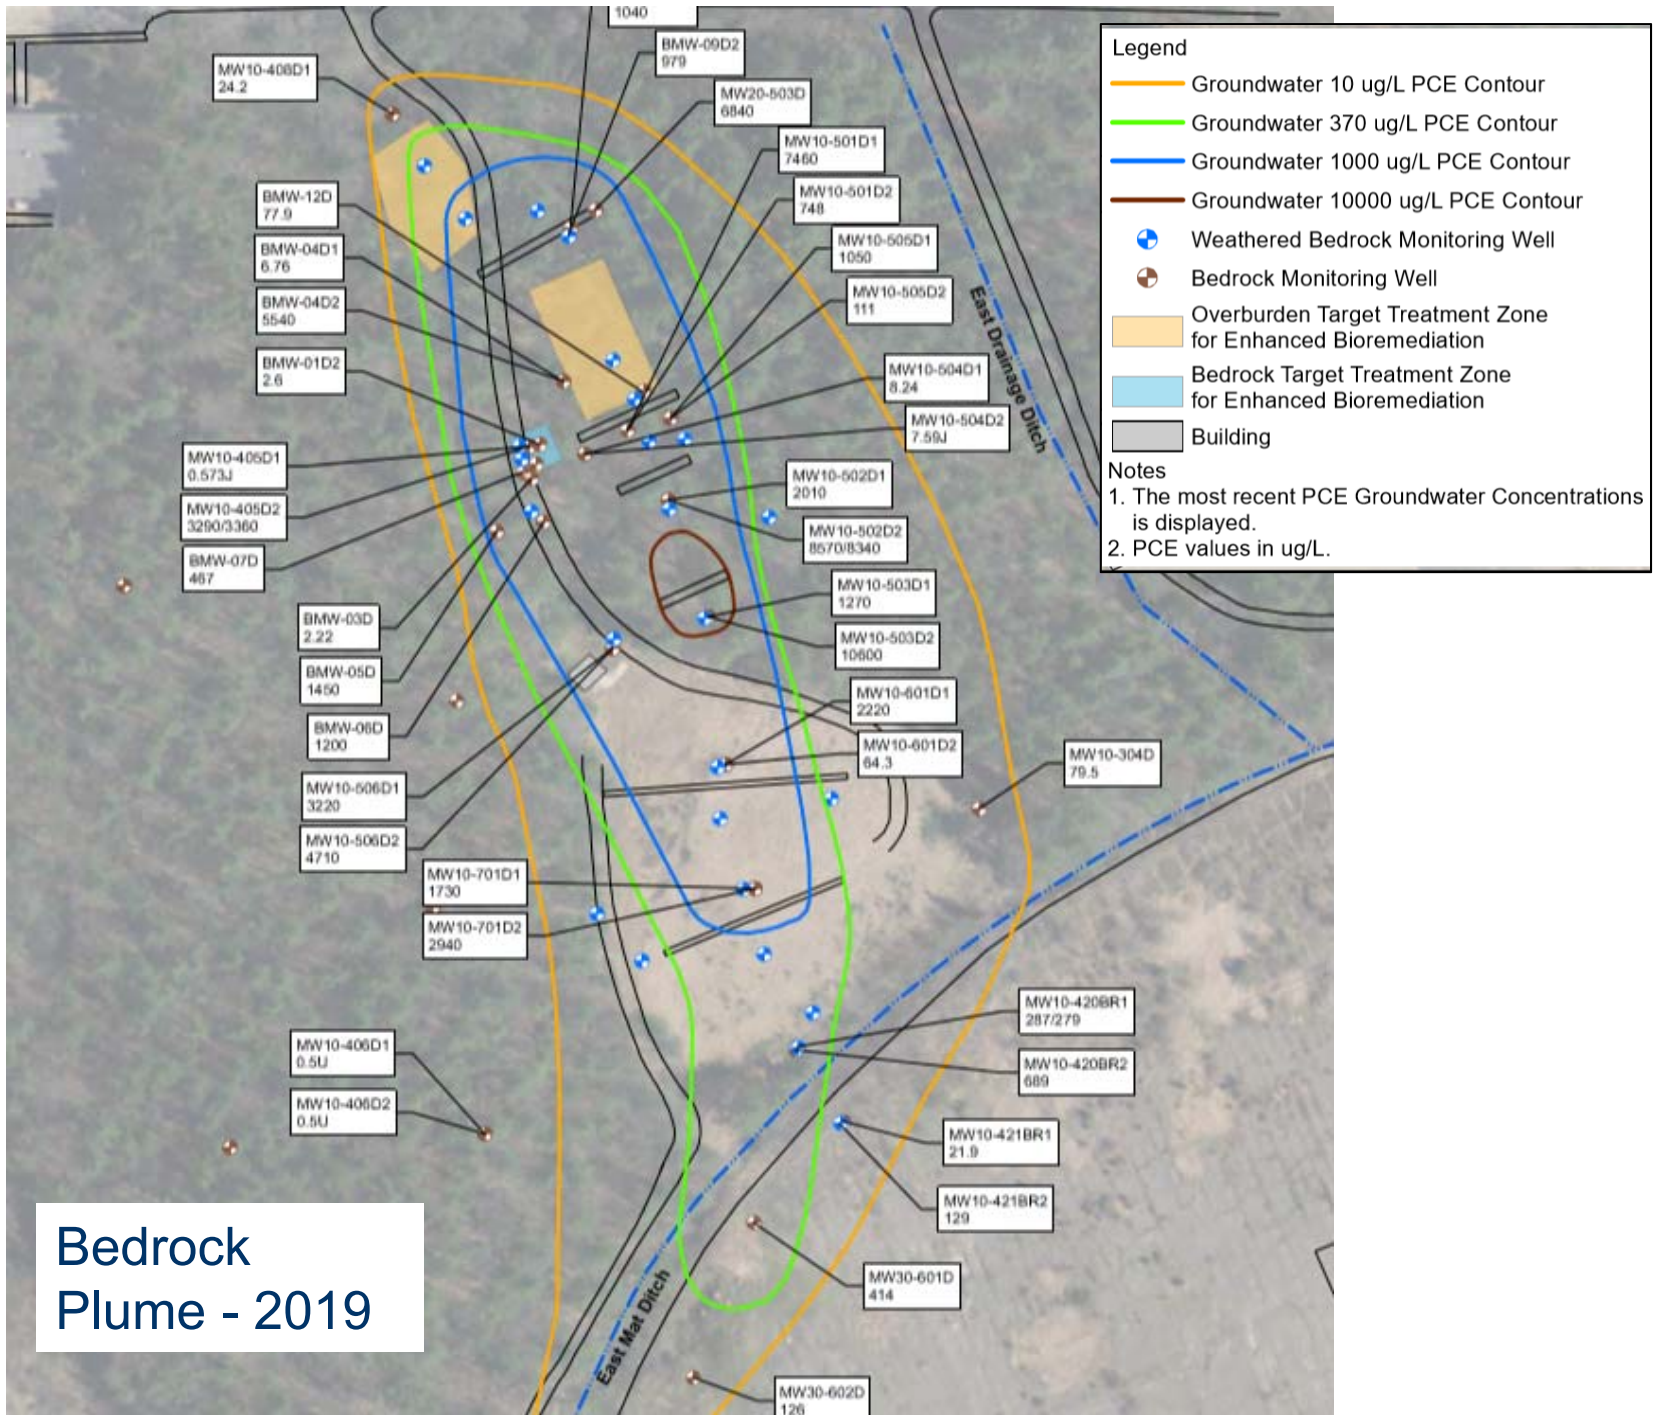 1040
BMW-09D2
979
MW10-408D1
24.2
MW20-503D
6840
MW10-501D1
7460
MW10-501D2
748
BMW-12D
77.9
MW10-505D1
1050
BMW-04D1
6.76
MW10-505D2
111
BMW-04D2
5540
BMW-01D2
2.6
MW10-504D1
8.24
MW10-504D2
7.59J
MW10-405D1
0.573J
MW10-502D1
2010
MW10-405D2
3290/3360
MW10-502D2
8570/8340
BMW-07D
467
MW10-503D1
1270
BMW-03D
2.22
MW10-503D2
10600
BMW-05D
1450
MW10-601D1
2220
BMW-06D
1200
MW10-601D2
64.3
MW10-304D
79.5
MW10-506D1
3220
MW10-506D2
4710
MW10-701D1
1730
MW10-701D2
2940
MW10-420BR1
287/279
MW10-406D1
0.5U
MW10-420BR2
689
MW10-406D2
0.5U
MW10-421BR1
21.9
MW10-421BR2
129
MW30-601D
414
MW30-602D
126
East Drainage Ditch
East Mat Ditch
Legend
Groundwater 10 ug/L PCE Contour
Groundwater 370 ug/L PCE Contour
Groundwater 1000 ug/L PCE Contour
Groundwater 10000 ug/L PCE Contour
Weathered Bedrock Monitoring Well
Bedrock Monitoring Well
Overburden Target Treatment Zone
for Enhanced Bioremediation
Bedrock Target Treatment Zone
for Enhanced Bioremediation
Building
Notes
1. The most recent PCE Groundwater Concentrations
is displayed.
2. PCE values in ug/L.
Bedrock
Plume - 2019